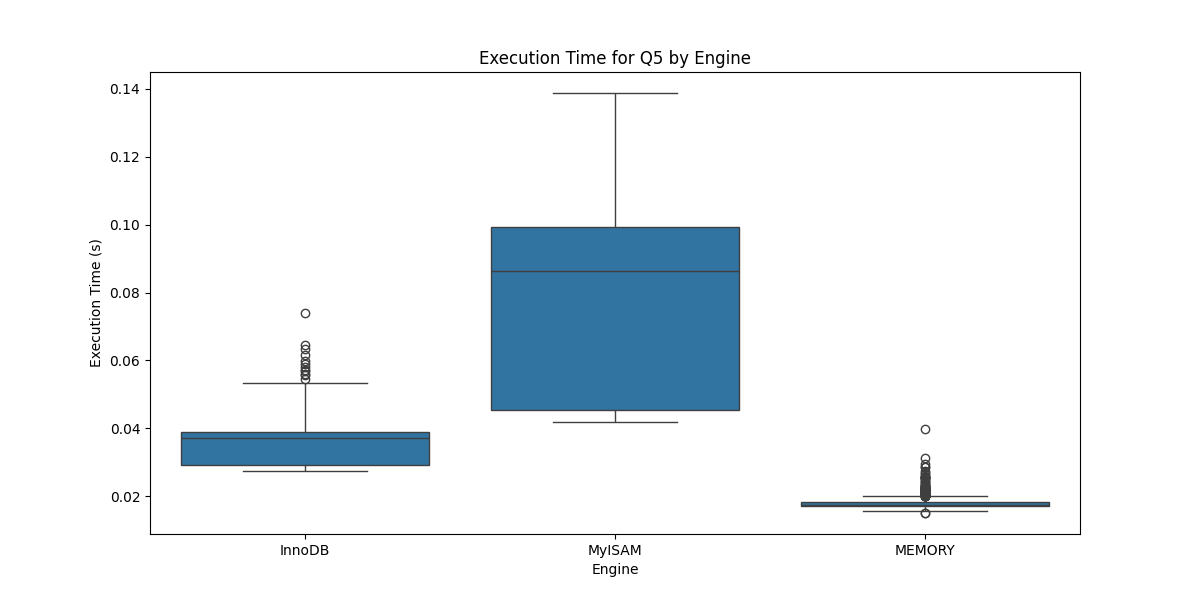 Execution Time for Q5 by Engine
0.14
0.12
0.10
0.08
0.06
0.04
0.02
Execution Time (s)
InnoDB MyISAM MEMORY
Engine